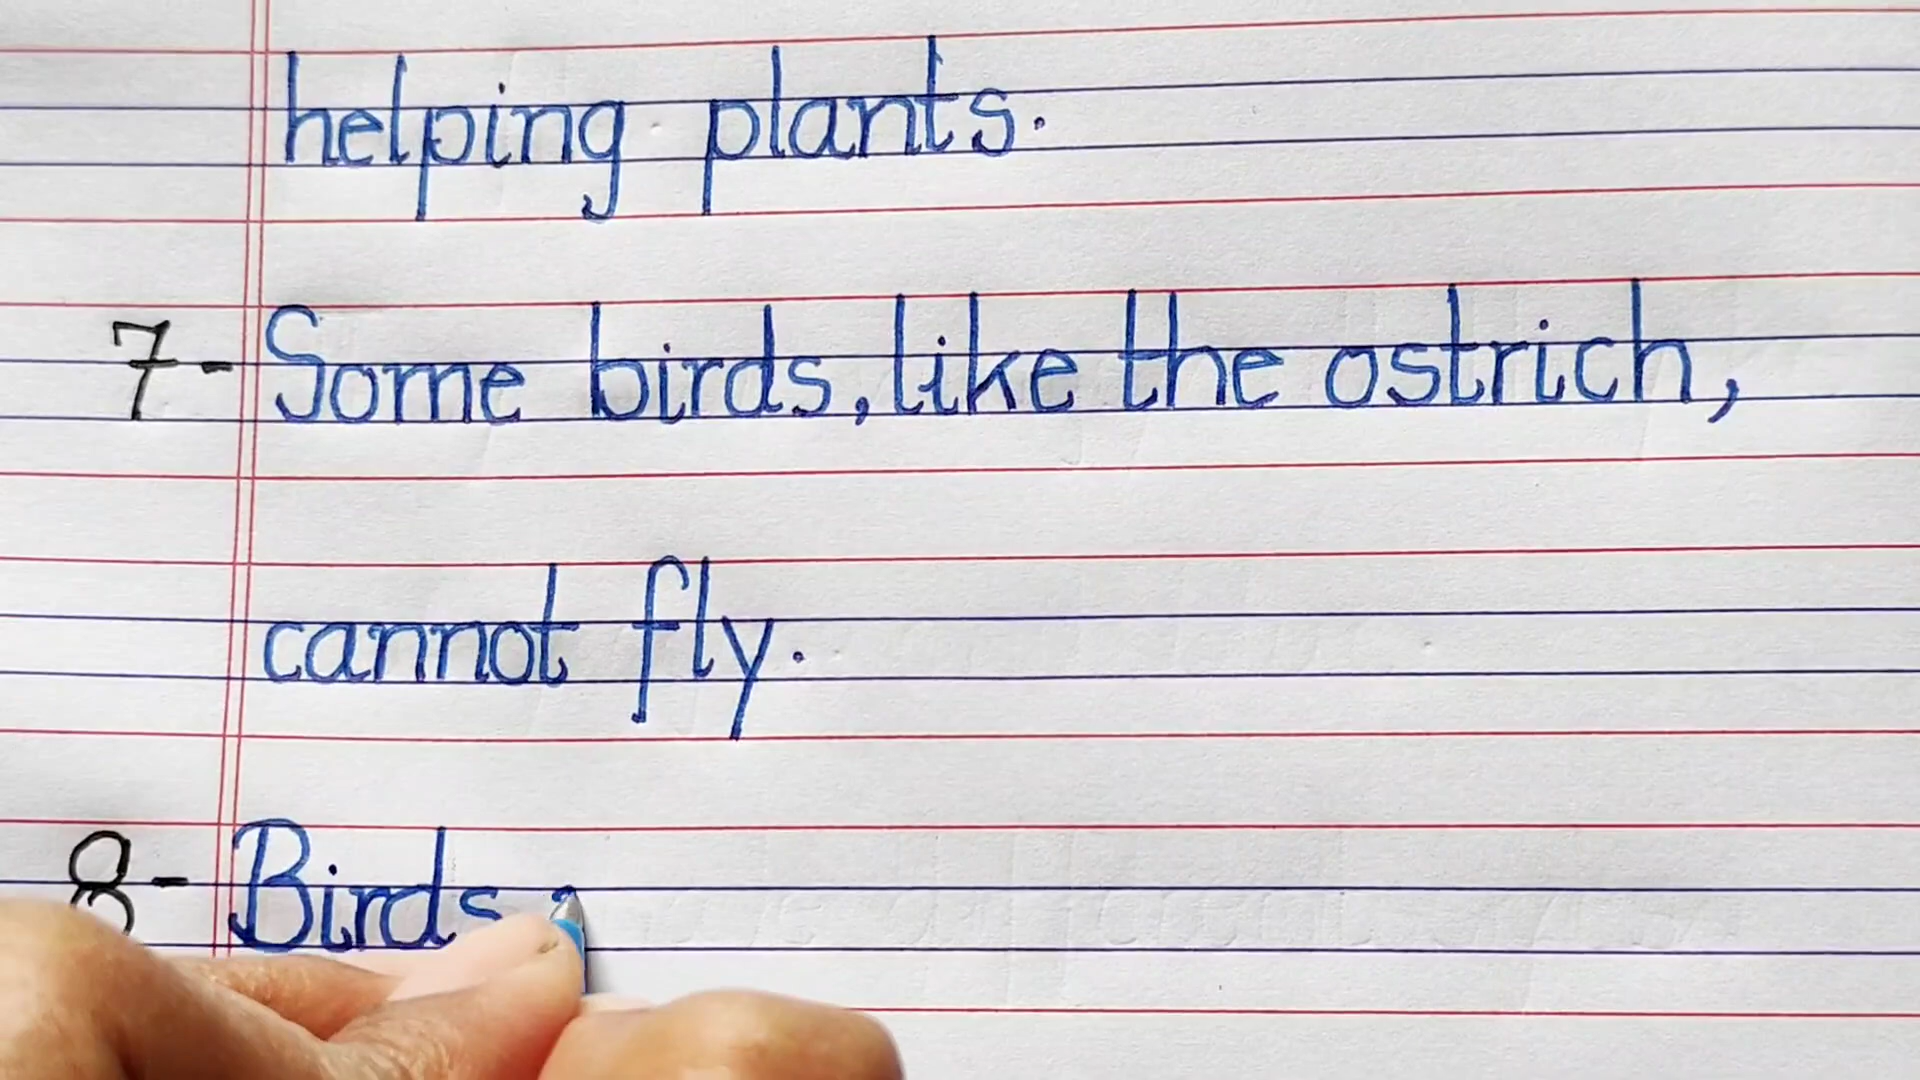 helping plants.
7- Some birds, like the ostrich,
cannot fly.
8- Birds